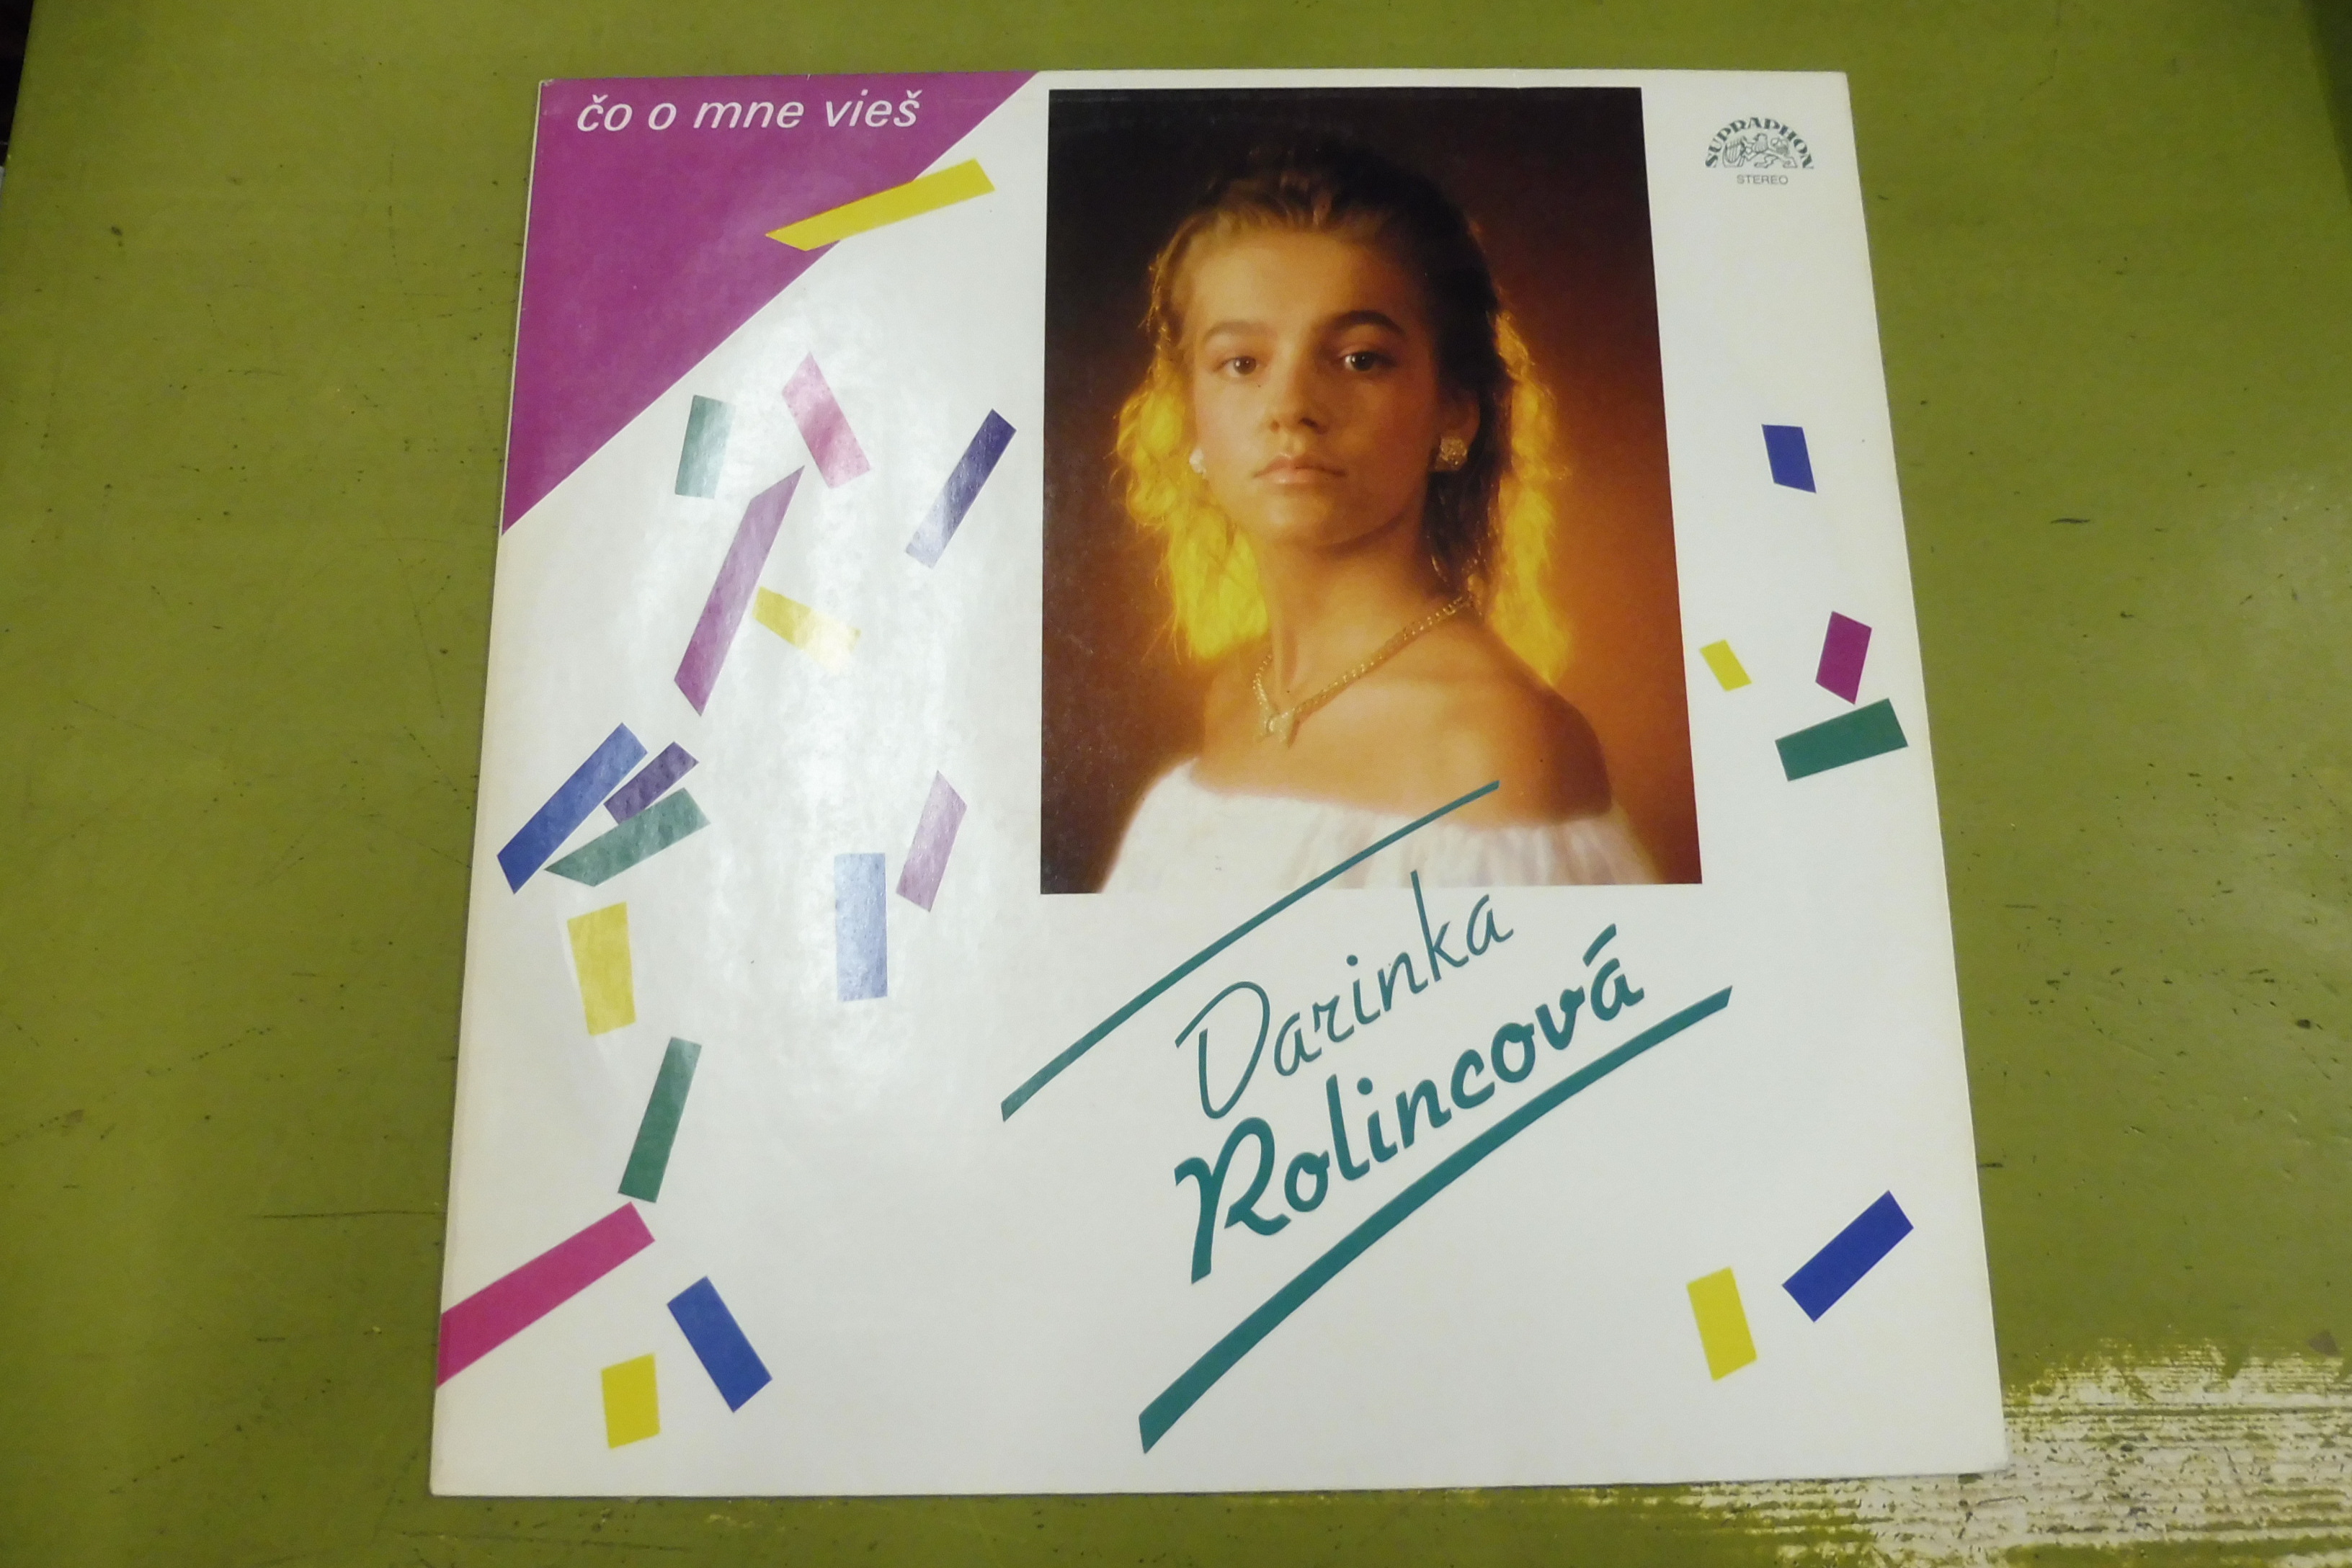 čo o mne vieš
SUPRAPHON
STEREO
Darinka
Rolincová